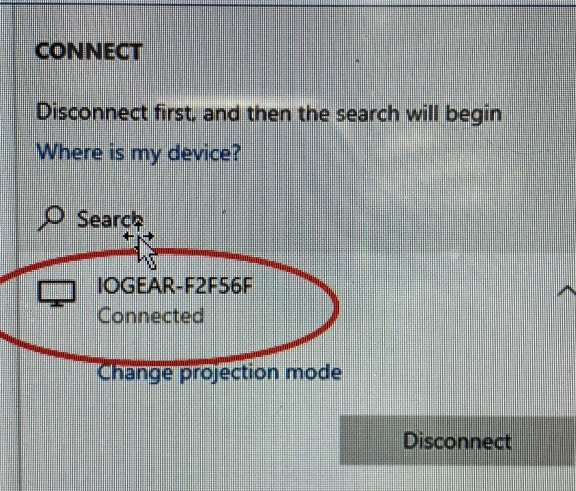 CONNECT
Disconnect first, and then the search will begin
Where is my device?
Search
IOGEAR-F2F56F
Connected
Change projection mode
Disconnect